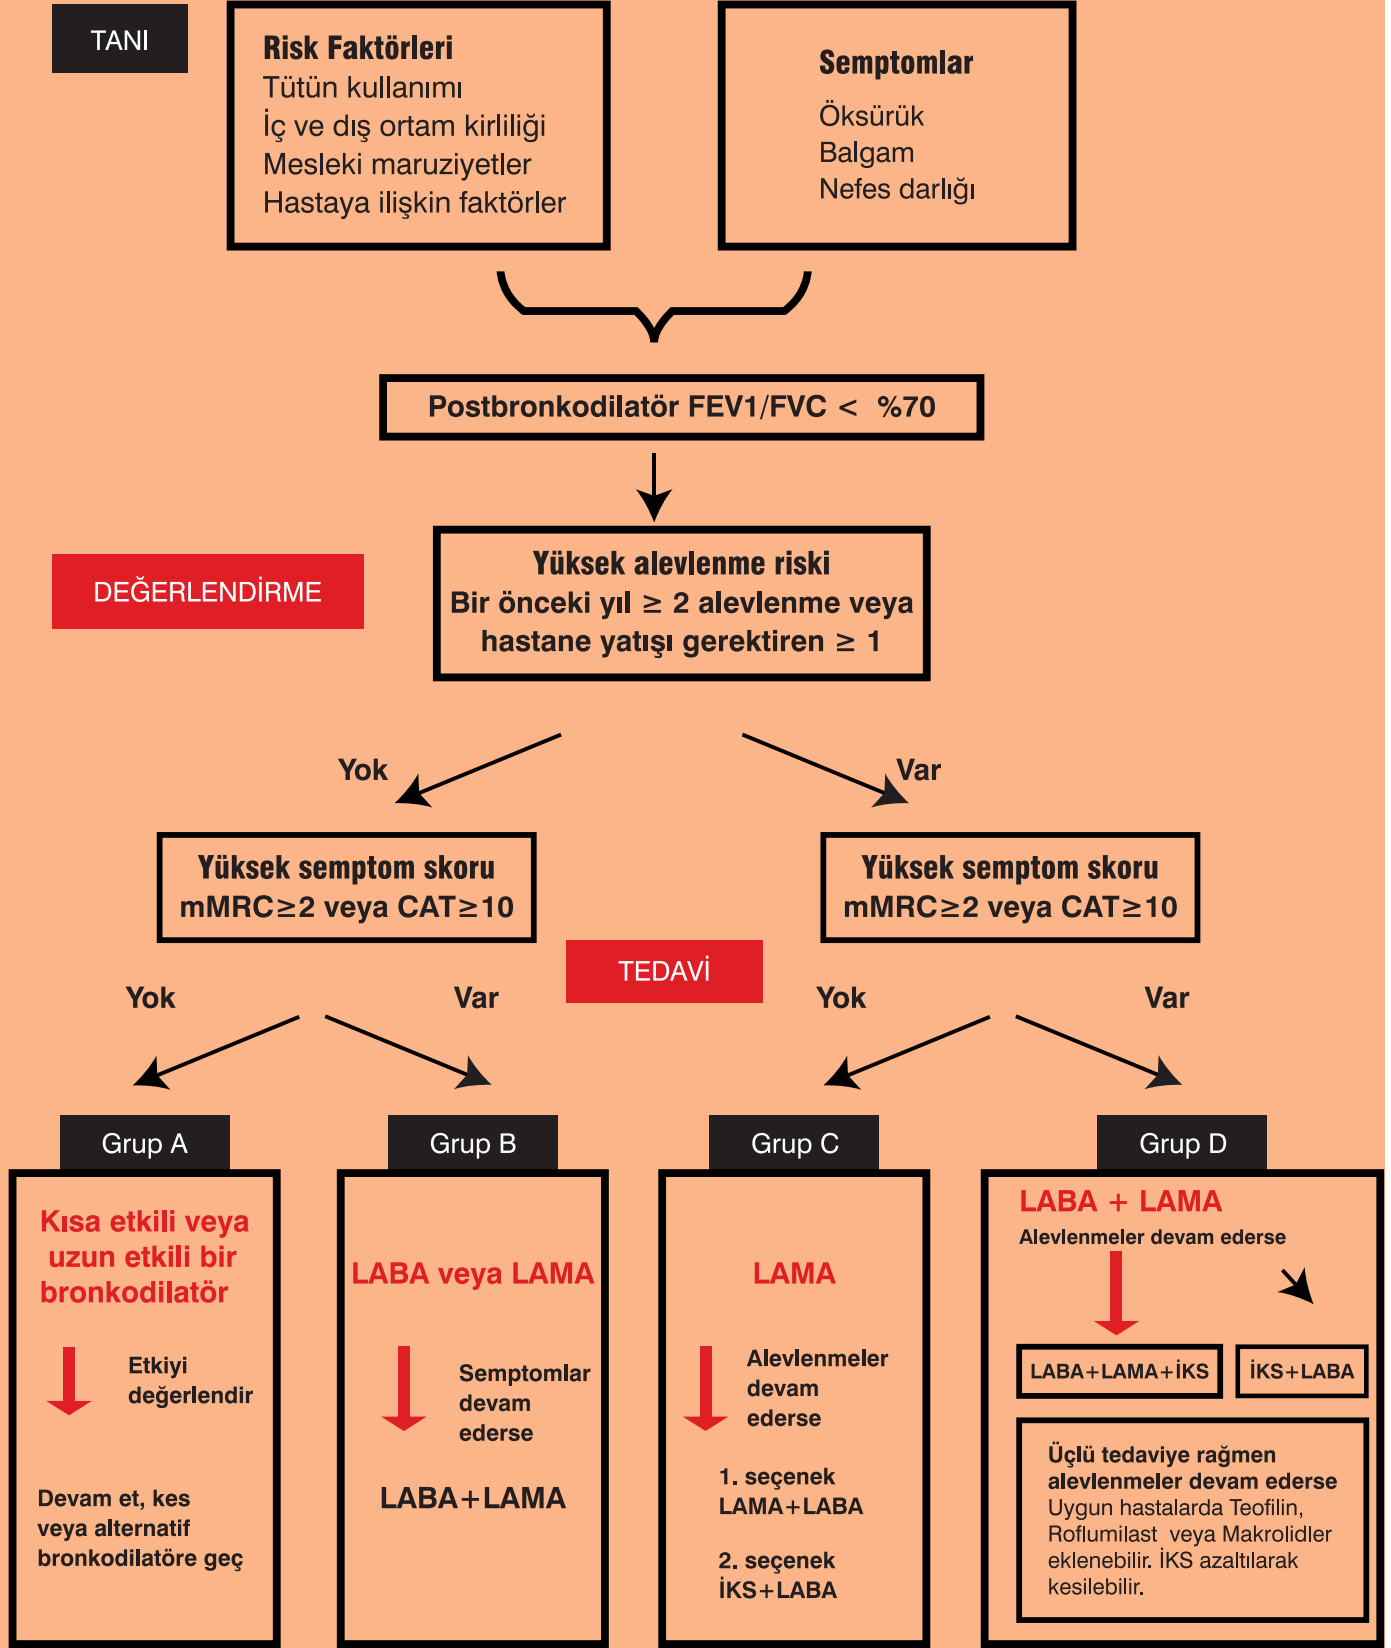 TANI
Risk Faktörleri
Tütün kullanımı
İç ve dış ortam kirliliği
Mesleki maruziyetler
Hastaya ilişkin faktörler
Semptomlar
Öksürük
Balgam
Nefes darlığı
Postbronkodilatör FEV1/FVC < %70
DEĞERLENDİRME
Yüksek alevlenme riski
Bir önceki yıl ≥ 2 alevlenme veya
hastane yatışı gerektiren ≥ 1
Yok
Var
Yüksek semptom skoru
mMRC≥2 veya CAT≥10
Yüksek semptom skoru
mMRC≥2 veya CAT≥10
TEDAVİ
Yok
Var
Yok
Var
Grup A
Kısa etkili veya
uzun etkili bir
bronkodilatör
Etkiyi
değerlendir
Devam et, kes
veya alternatif
bronkodilatöre geç
Grup B
LABA veya LAMA
Semptomlar
devam
ederse
LABA+LAMA
Grup C
LAMA
Alevlenmeler
devam
ederse
1. seçenek
LAMA+LABA
2. seçenek
İKS+LABA
Grup D
LABA + LAMA
Alevlenmeler devam ederse
LABA+LAMA+İKS
İKS+LABA
Üçlü tedaviye rağmen
alevlenmeler devam ederse
Uygun hastalarda Teofilin,
Roflumilast veya Makrolidler
eklenebilir. İKS azaltılarak
kesilebilir.